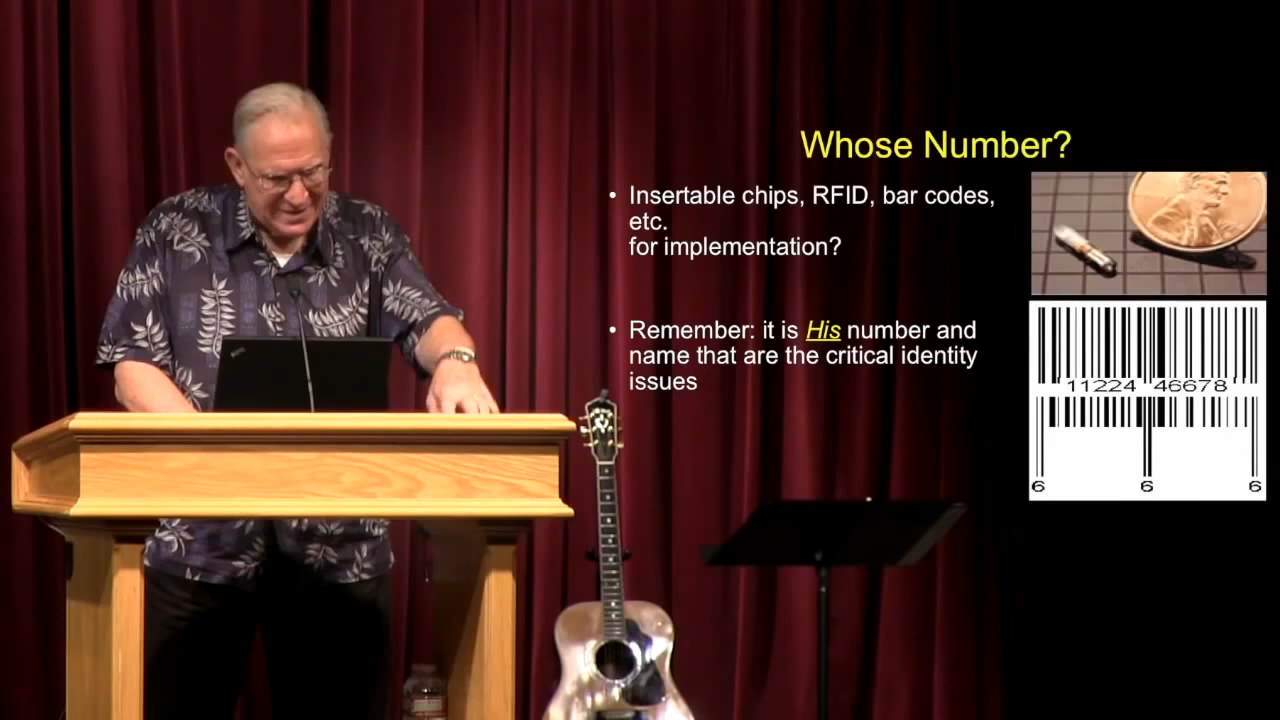 Whose Number?
• Insertable chips, RFID, bar codes,
etc.
for implementation?
• Remember: it is His number and
name that are the critical identity
issues
11224 46678
6 6 6